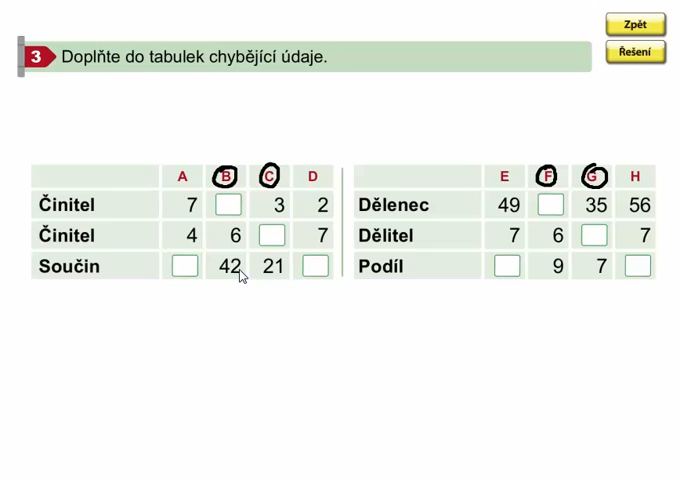 Zpět
Řešení
3 Doplňte do tabulek chybějící údaje.
A B C D
Činitel 7 3 2
Činitel 4 6 7
Součin 42 21
E F G H
Dělenec 49 35 56
Dělitel 7 6 7
Podíl 9 7